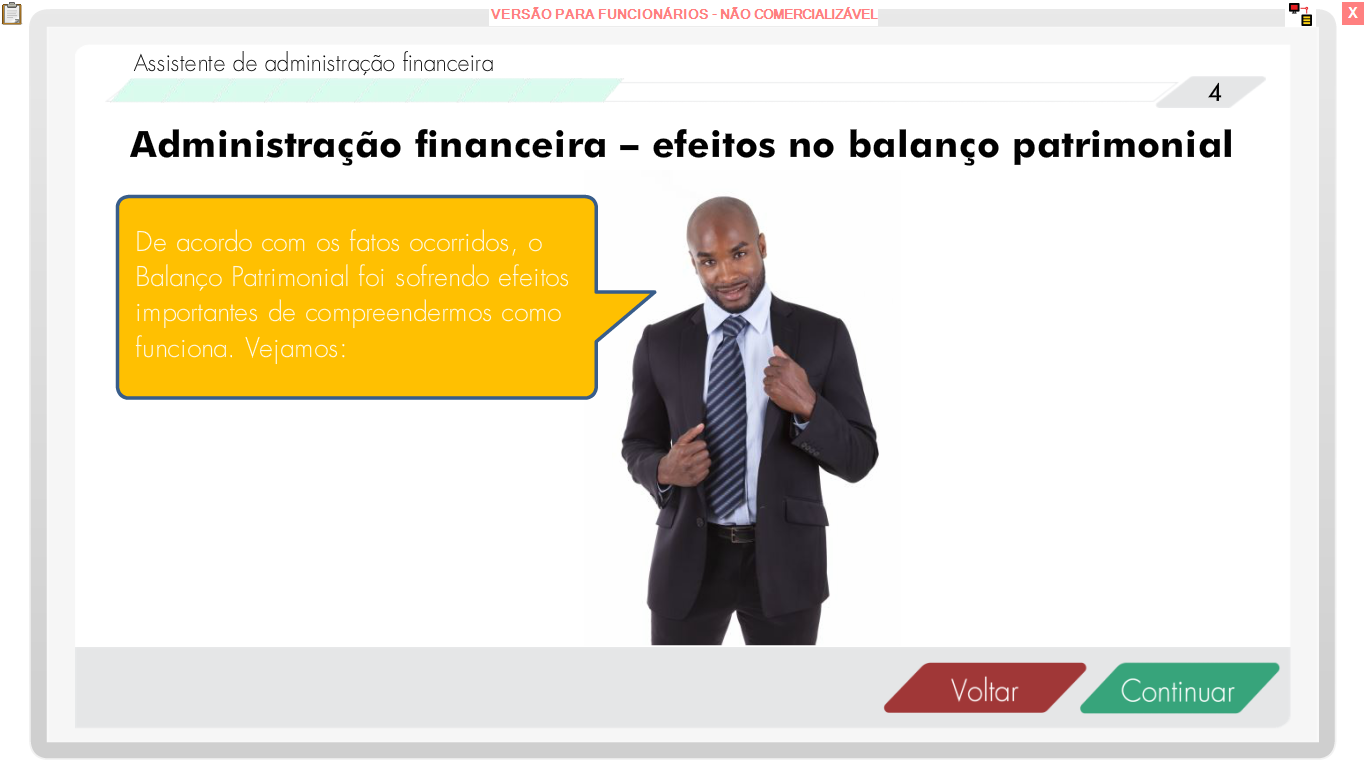 VERSÃO PARA FUNCIONÁRIOS - NÃO COMERCIALIZÁVEL
X
Assistente de administração financeira
4
Administração financeira – efeitos no balanço patrimonial
De acordo com os fatos ocorridos, o
Balanço Patrimonial foi sofrendo efeitos
importantes de compreendermos como
funciona. Vejamos:
Voltar
Continuar